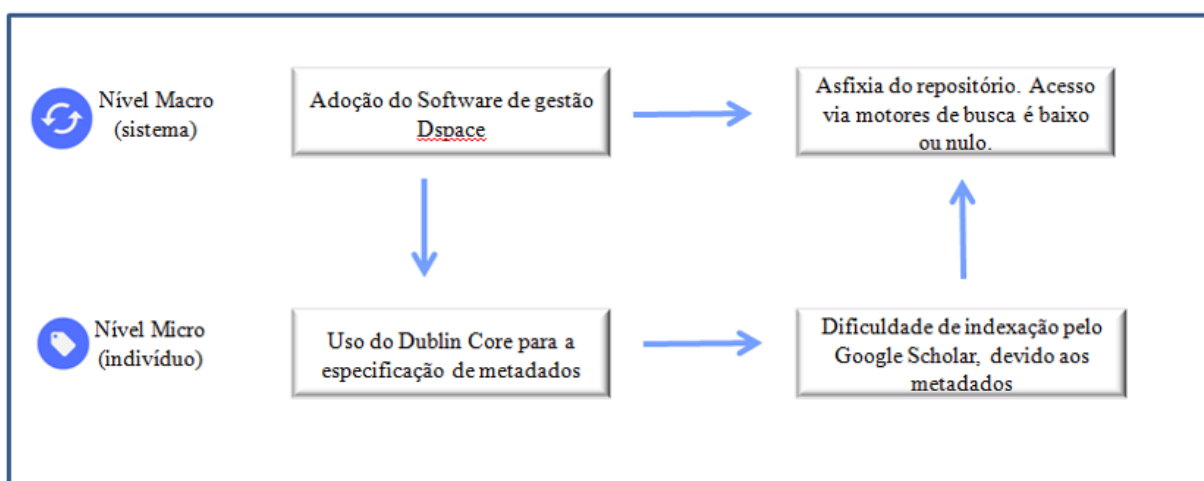 Nível Macro
(sistema)
Adoção do Software de gestão
Dspace
Asfixia do repositório. Acesso
via motores de busca é baixo
ou nulo.
Nível Micro
(indivíduo)
Uso do Dublin Core para a
especificação de metadados
Dificuldade de indexação pelo
Google Scholar, devido aos
metadados